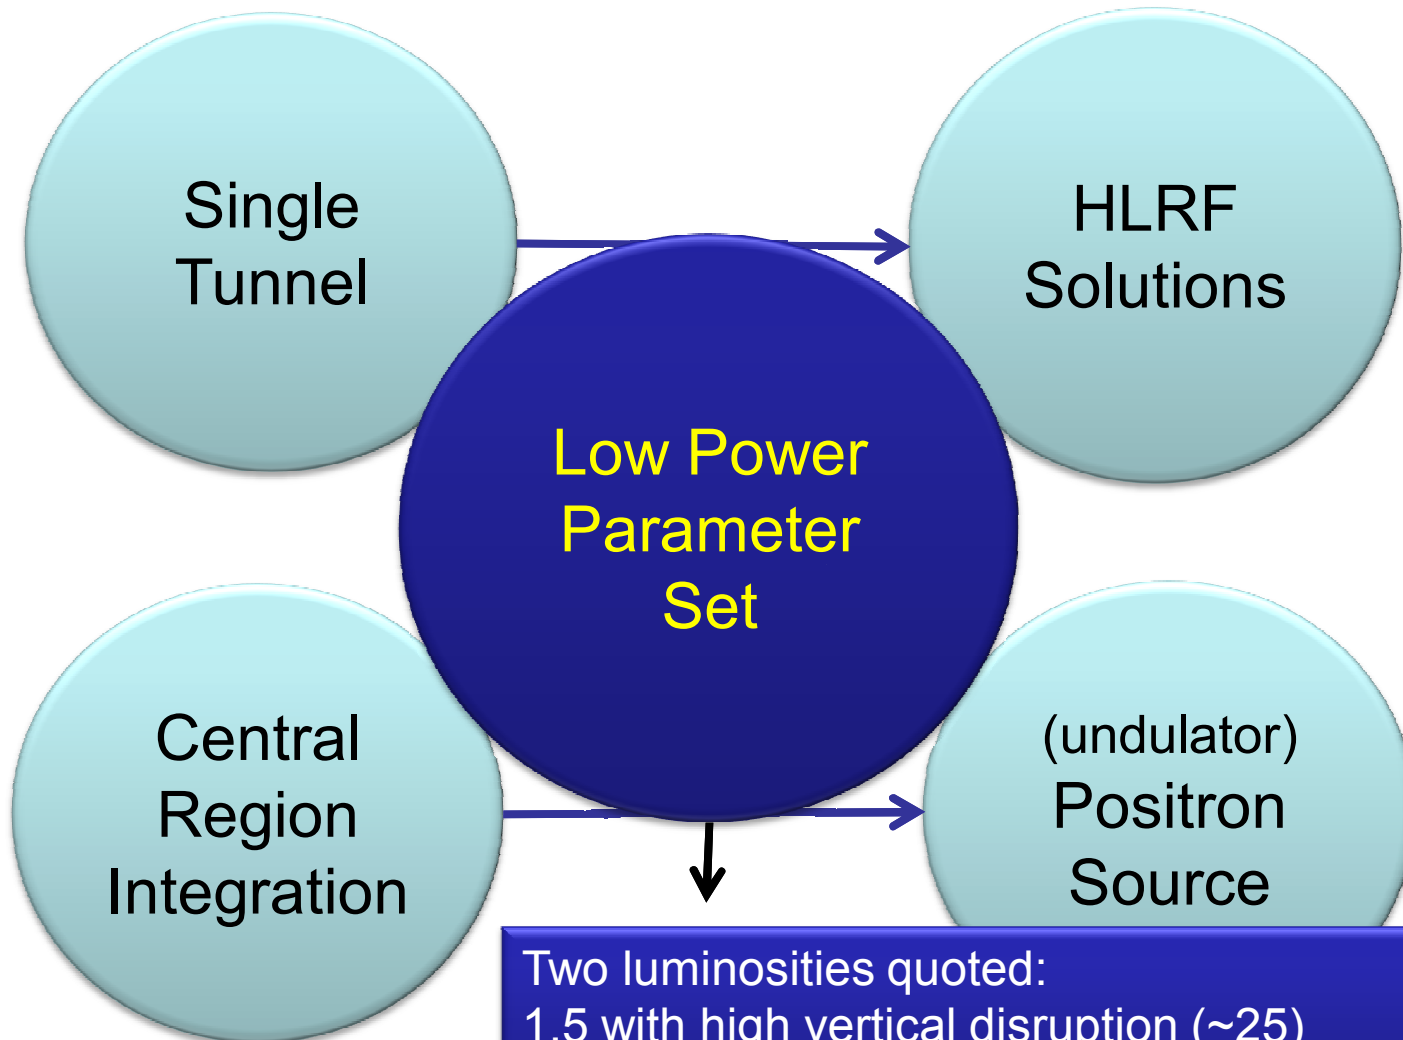 Single
Tunnel
HLRF
Solutions
Low Power
Parameter
Set
Central
Region
Integration
(undulator)
Positron
Source
Two luminosities quoted:
1.5 with high vertical disruption (~25)